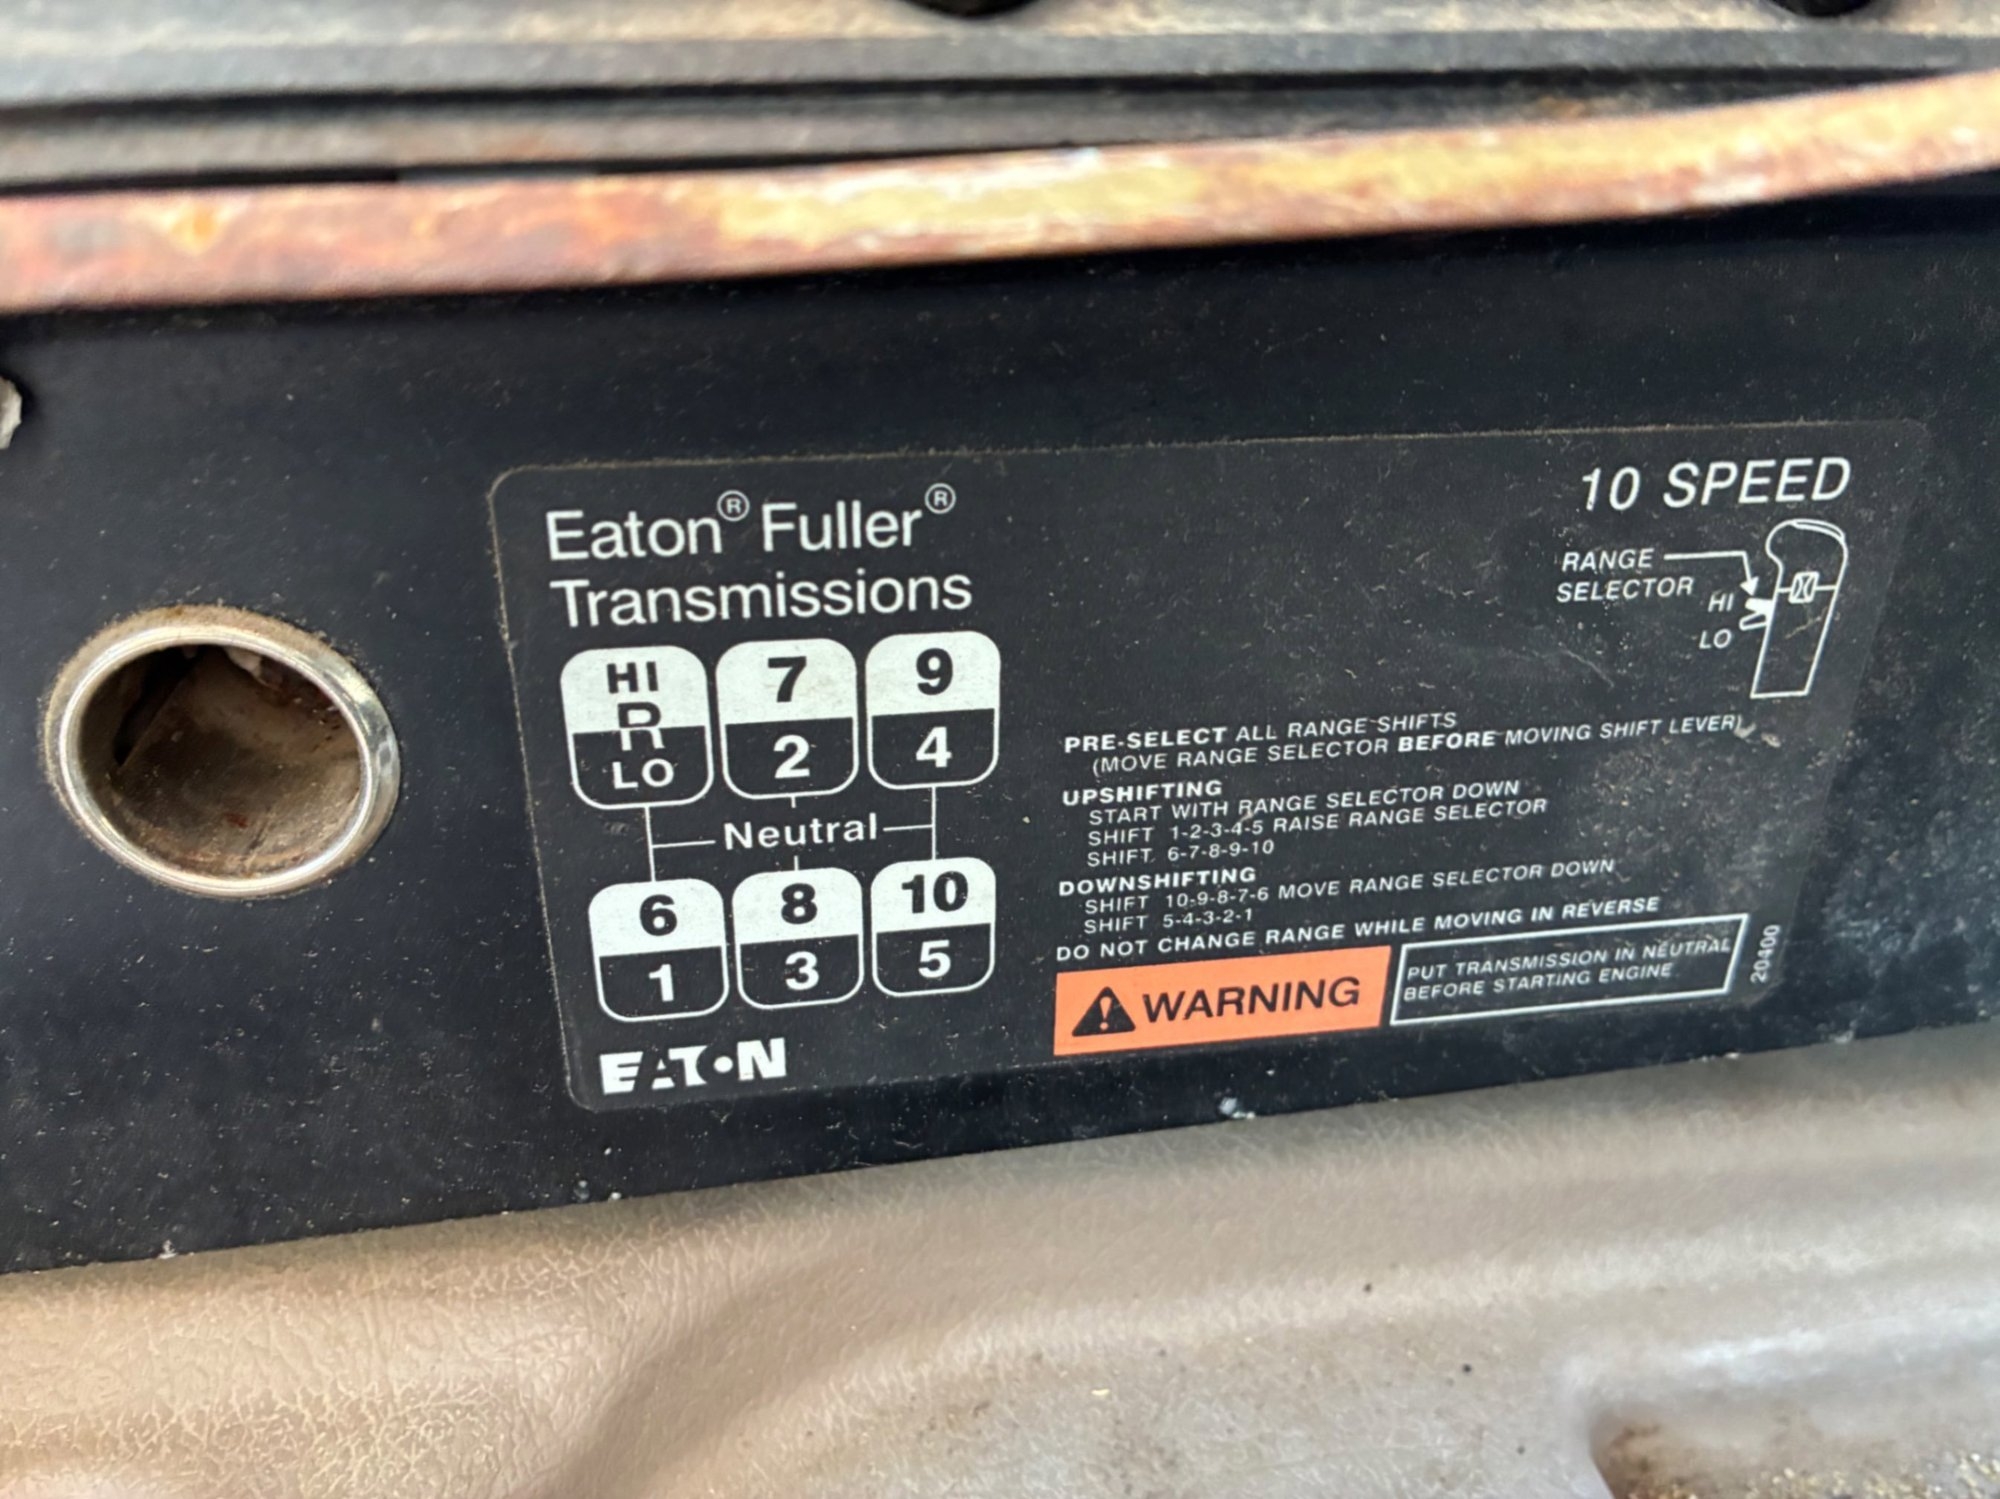 Eaton® Fuller®
Transmissions
HI
R
LO
7
2
9
4
Neutral
6
1
8
3
10
5
EATON
10 SPEED
RANGE
SELECTOR
HI
LO
PRE-SELECT ALL RANGE SHIFTS
(MOVE RANGE SELECTOR BEFORE MOVING SHIFT LEVER)
UPSHIFTING
START WITH RANGE SELECTOR DOWN
SHIFT 1-2-3-4-5 RAISE RANGE SELECTOR
SHIFT 6-7-8-9-10
DOWNSHIFTING
SHIFT 10-9-8-7-6 MOVE RANGE SELECTOR DOWN
SHIFT 5-4-3-2-1
DO NOT CHANGE RANGE WHILE MOVING IN REVERSE
WARNING
PUT TRANSMISSION IN NEUTRAL
BEFORE STARTING ENGINE
20400